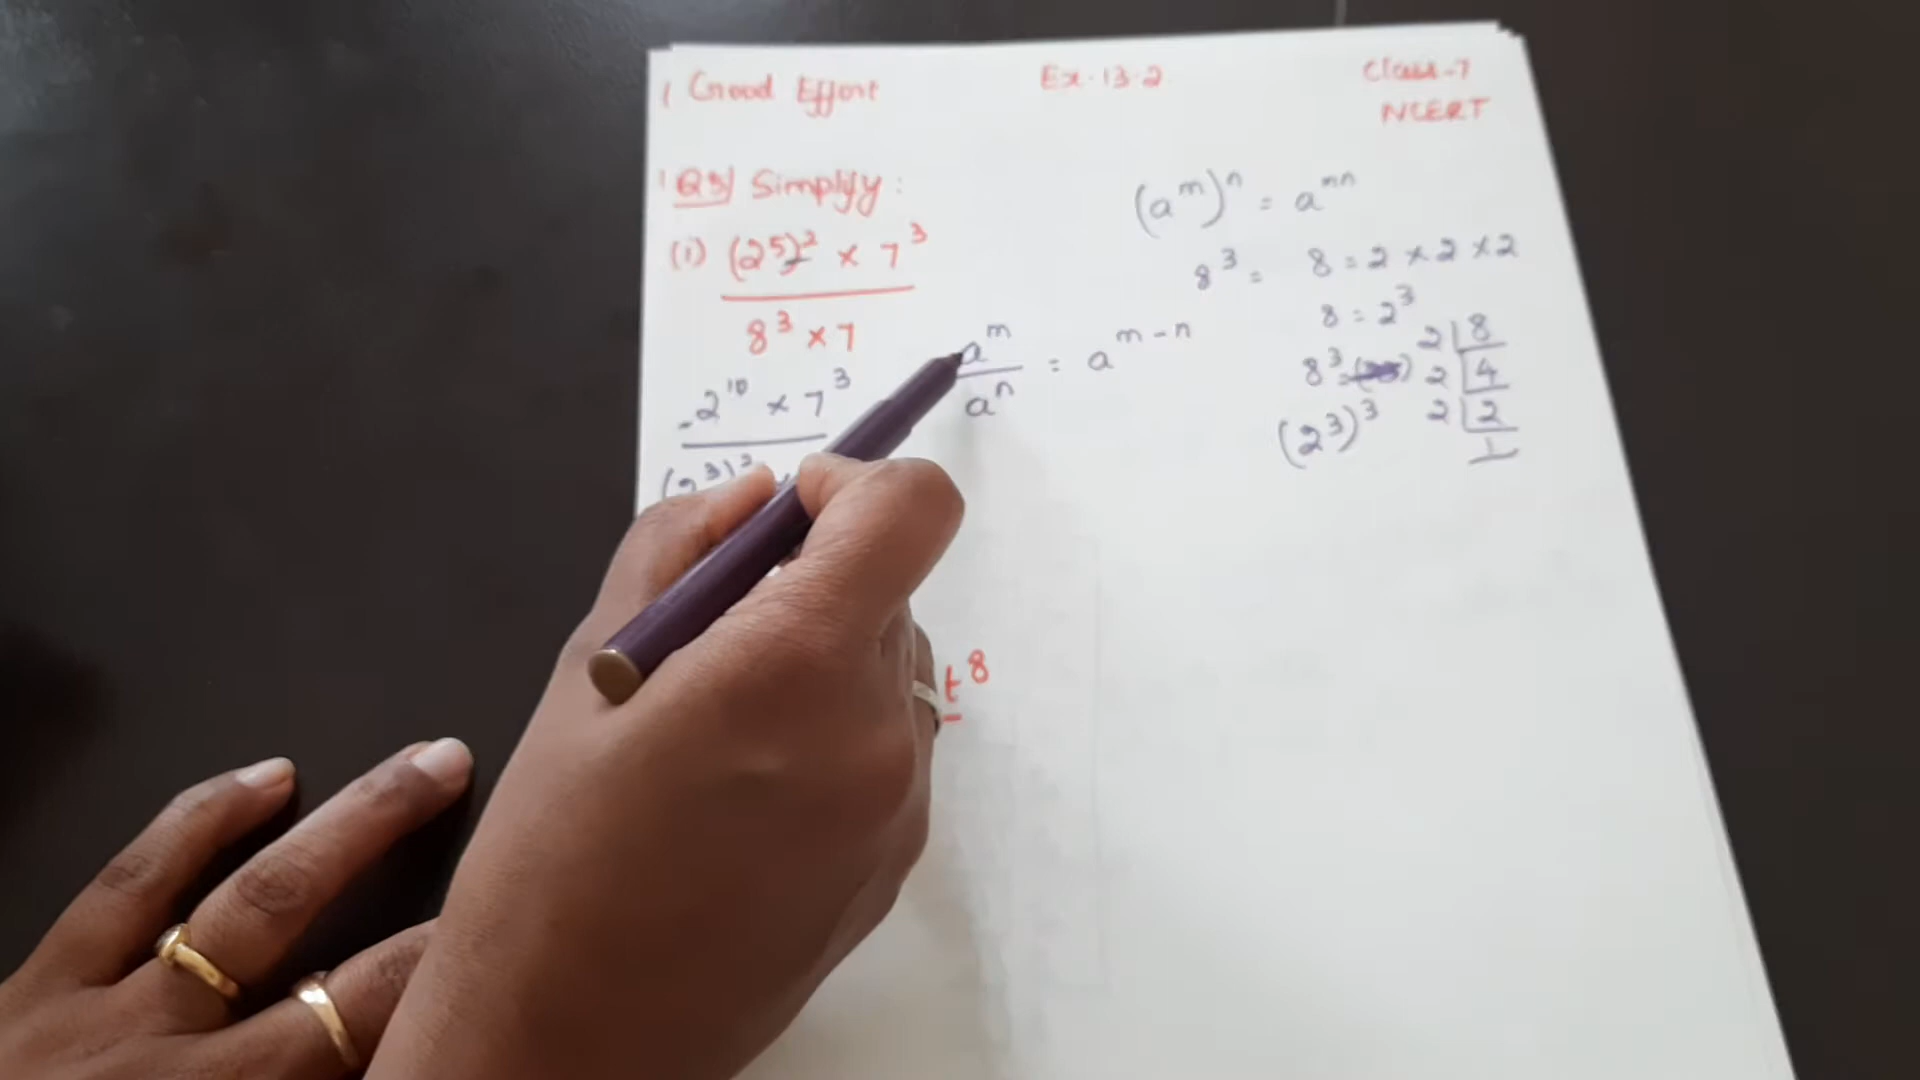 Good Effort Ex.13.2 Class-7
NCERT
Q3) Simplify:
(i) (2⁵)² × 7³
8³ × 7
= 2¹⁰ × 7³
(2³)³
aᵐ / aⁿ = aᵐ⁻ⁿ
t⁸
(aᵐ)ⁿ = aᵐⁿ
8³ = 8 = 2 × 2 × 2
8 = 2³
8³ =
(2³)³
2 | 8
2 | 4
2 | 2
1